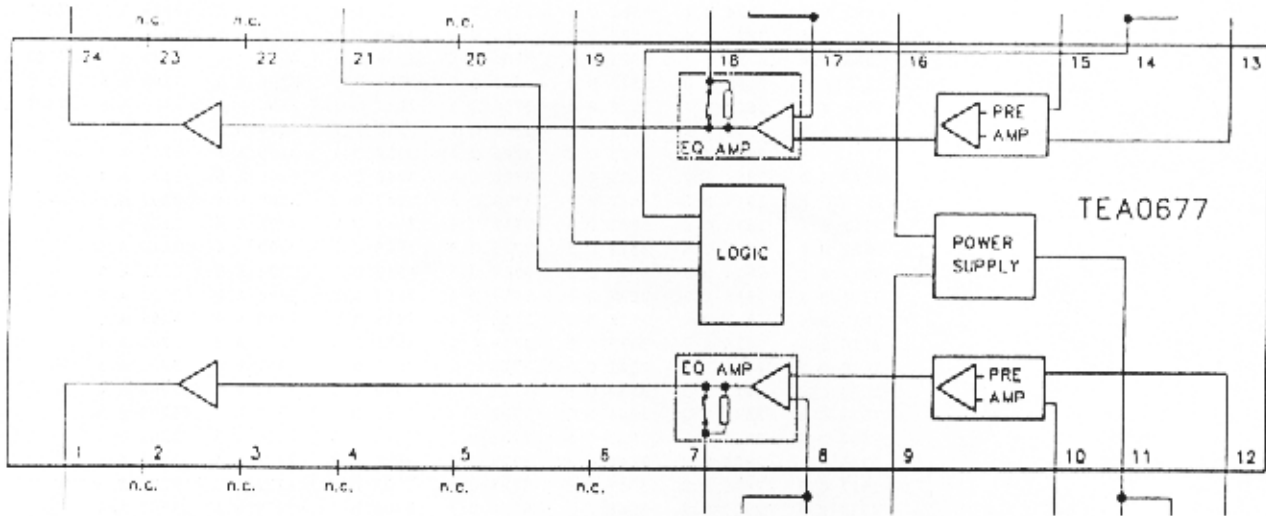 n.c. n.c. n.c.
24 23 22 21 20 19 18 17 16 15 14 13
PRE
AMP
EQ AMP
TEA0677
LOGIC
POWER
SUPPLY
EQ AMP
PRE
AMP
1 2 3 4 5 6 7 8 9 10 11 12
n.c. n.c. n.c. n.c. n.c.